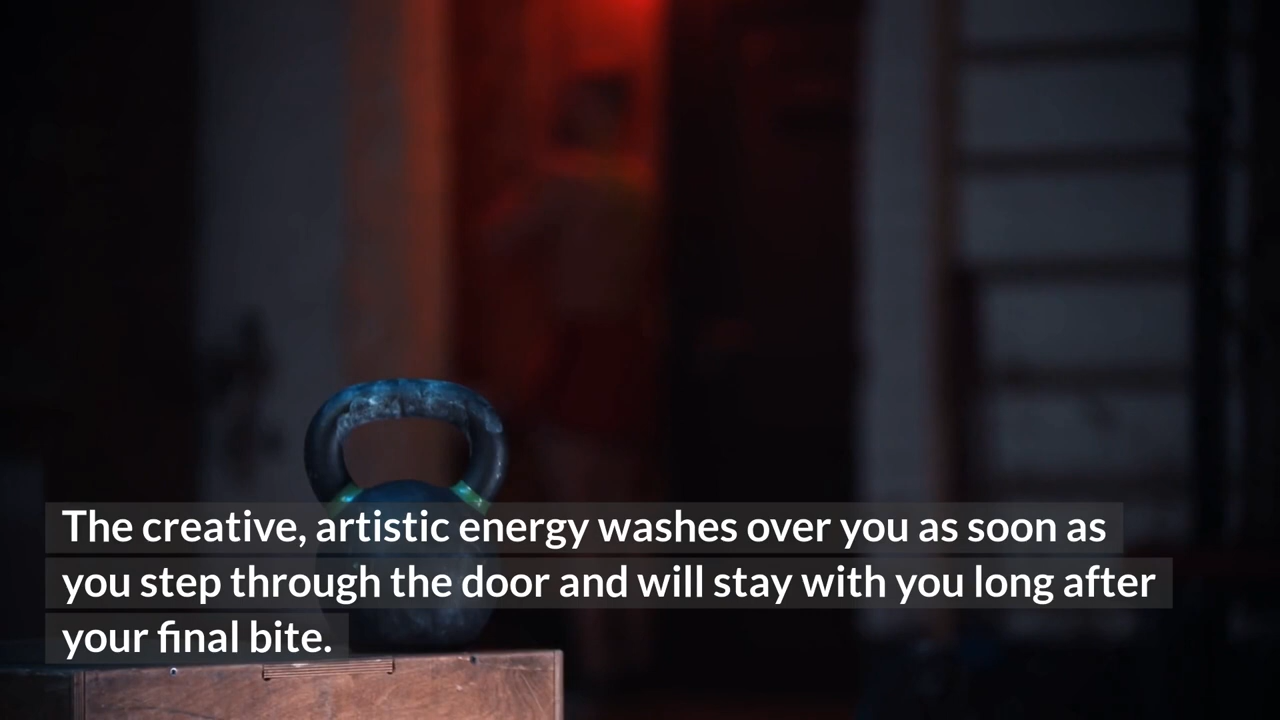 The creative, artistic energy washes over you as soon as
you step through the door and will stay with you long after
your final bite.